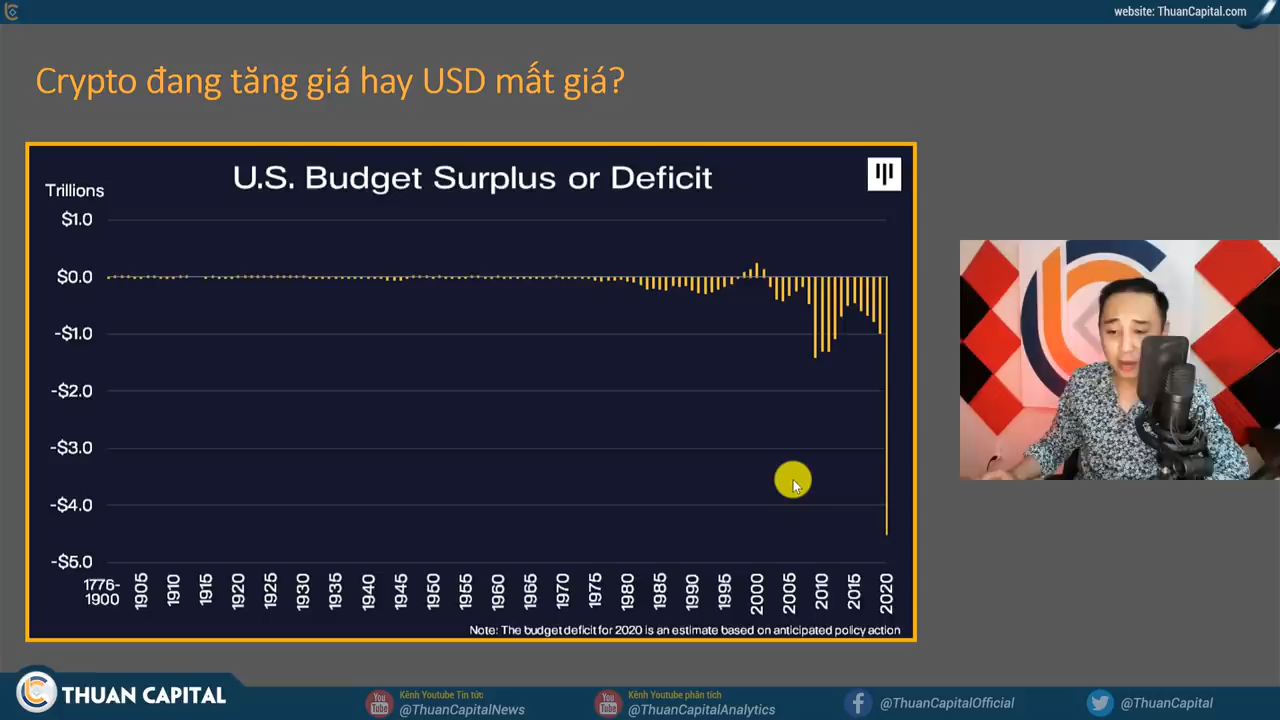 website: ThuanCapital.com
Crypto đang tăng giá hay USD mất giá?
U.S. Budget Surplus or Deficit
Trillions
$1.0
$0.0
-$1.0
-$2.0
-$3.0
-$4.0
-$5.0
1776-
1900
1905
1910
1915
1920
1925
1930
1935
1940
1945
1950
1955
1960
1965
1970
1975
1980
1985
1990
1995
2000
2005
2010
2015
2020
Note: The budget deficit for 2020 is an estimate based on anticipated policy action
THUAN CAPITAL
You
Tube
Kênh Youtube Tin tức:
@ThuanCapitalNews
You
Tube
Kênh Youtube phân tích
@ThuanCapitalAnalytics
@ThuanCapitalOfficial
@ThuanCapital